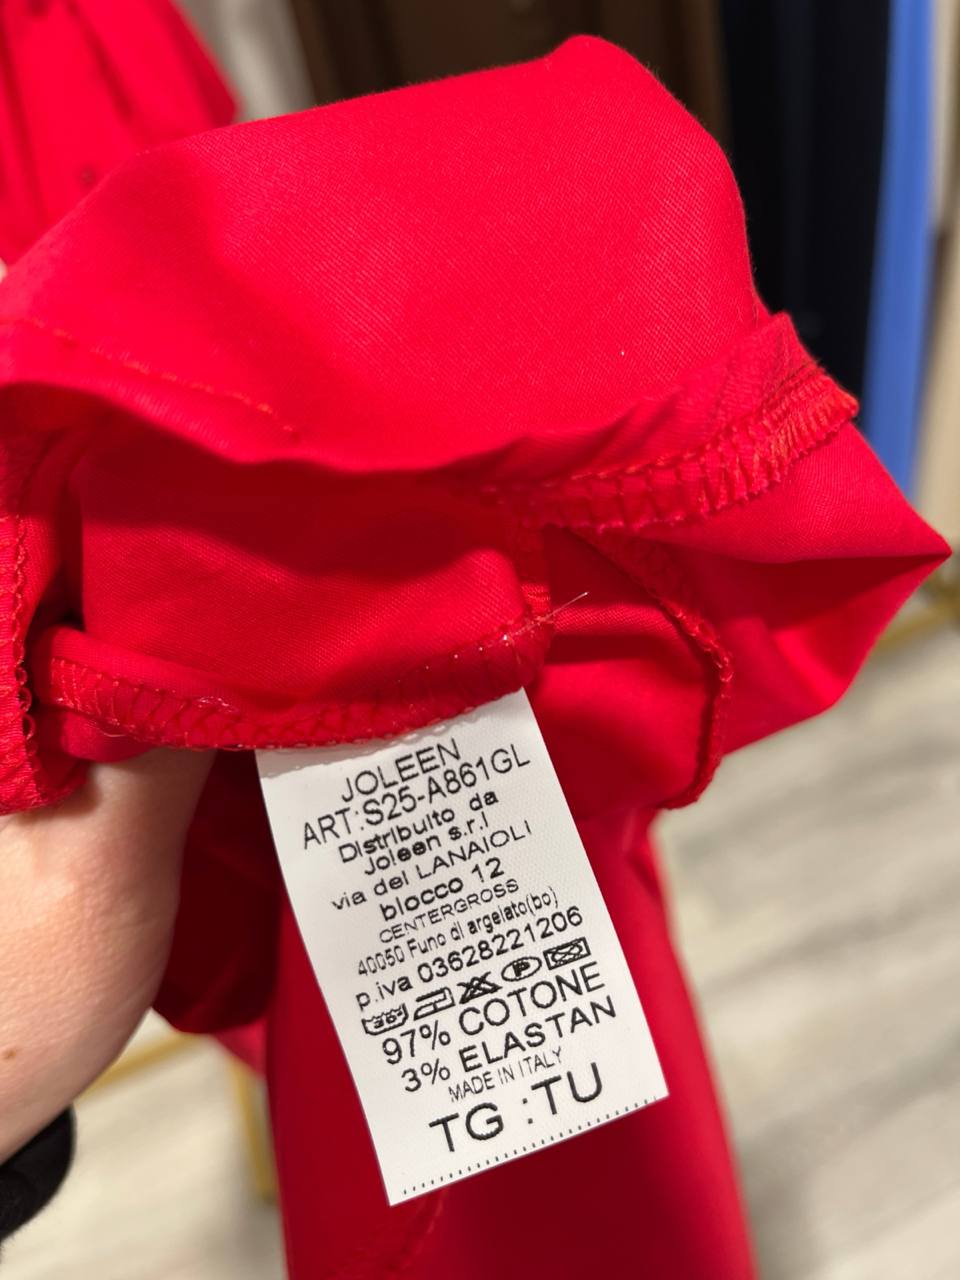 JOLEEN
ART:S25-A861GL
Distribuito da
Joleen s.r.l
via del LANAIOLI
blocco 12
CENTERGROSS
40050 Funo di argelato(bo)
p.iva 03628221206
30 P
97% COTONE
3% ELASTAN
MADE IN ITALY
TG :TU